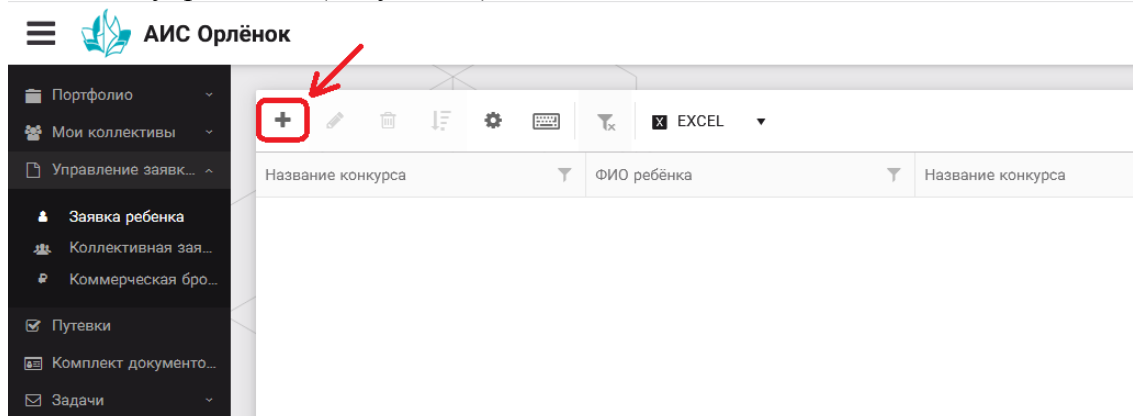 АИС Орлёнок
Портфолио
Мои коллективы
Управление заявк...
Заявка ребенка
Коллективная зая...
Коммерческая бро...
Путевки
Комплект документо...
Задачи
EXCEL
Название конкурса ФИО ребёнка Название конкурса